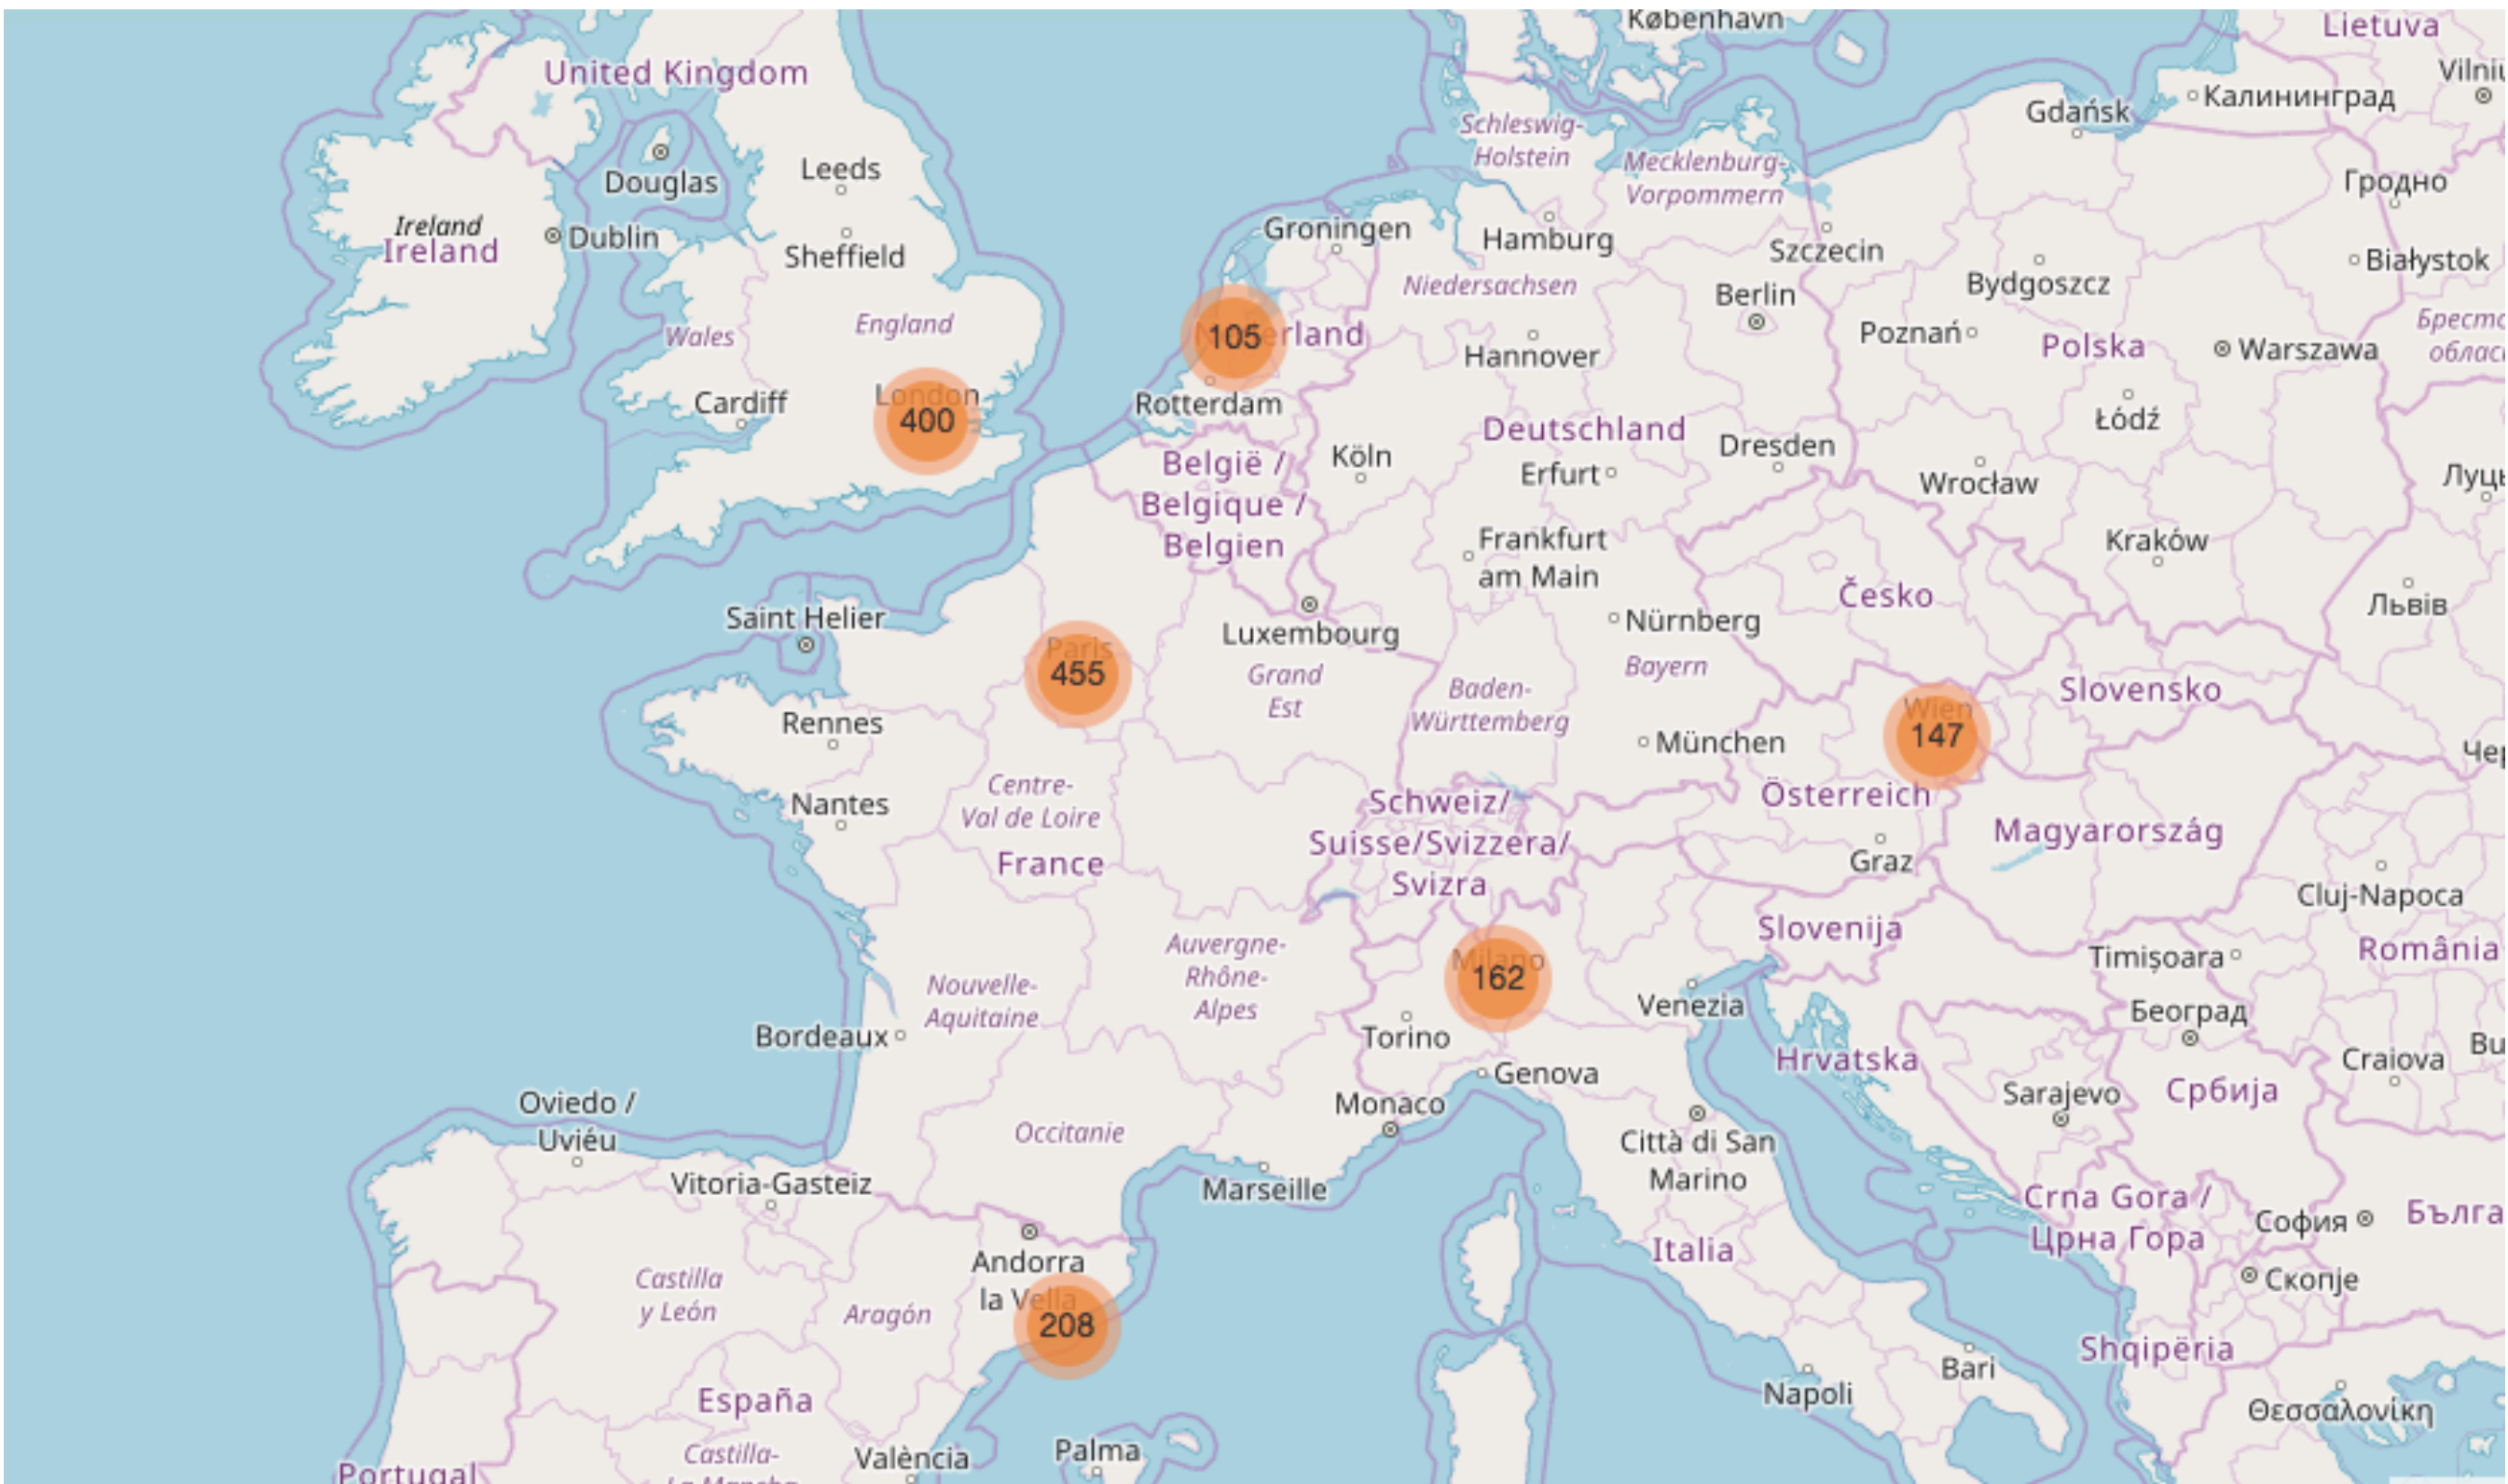 København
Lietuva
United Kingdom
Gdańsk
Калининград
Schleswig-
Holstein
Mecklenburg-
Vorpommern
Leeds
Douglas
Гродно
Ireland
Ireland
Dublin
Sheffield
Groningen
Hamburg
Szczecin
Białystok
Niedersachsen
Berlin
Bydgoszcz
Wales
England
105
Hannover
Poznań
Polska
Warszawa
London
400
Cardiff
Rotterdam
Łódź
Deutschland
Dresden
België /
Belgique /
Belgien
Köln
Erfurt
Wrocław
Frankfurt
am Main
Kraków
Česko
Львів
Saint Helier
Luxembourg
Nürnberg
Paris
455
Grand
Est
Bayern
Baden-
Württemberg
Slovensko
Rennes
Wien
147
München
Centre-
Val de Loire
Nantes
Österreich
Schweiz/
Suisse/Svizzera/
Svizra
Magyarország
France
Graz
Cluj-Napoca
Slovenija
Auvergne-
Rhône-
Alpes
Milano
162
Timișoara
România
Nouvelle-
Aquitaine
Venezia
Београд
Bordeaux
Torino
Genova
Hrvatska
Craiova
Sarajevo
Србија
Oviedo /
Uviéu
Monaco
Occitanie
Città di San
Marino
Vitoria-Gasteiz
Marseille
Crna Gora /
Црна Гора
София
Andorra
la Vella
208
Italia
Скопје
Castilla
y León
Aragón
Shqipëria
Bari
Napoli
España
Θεσσαλονίκη
València
Palma
Castilla-
Portugal